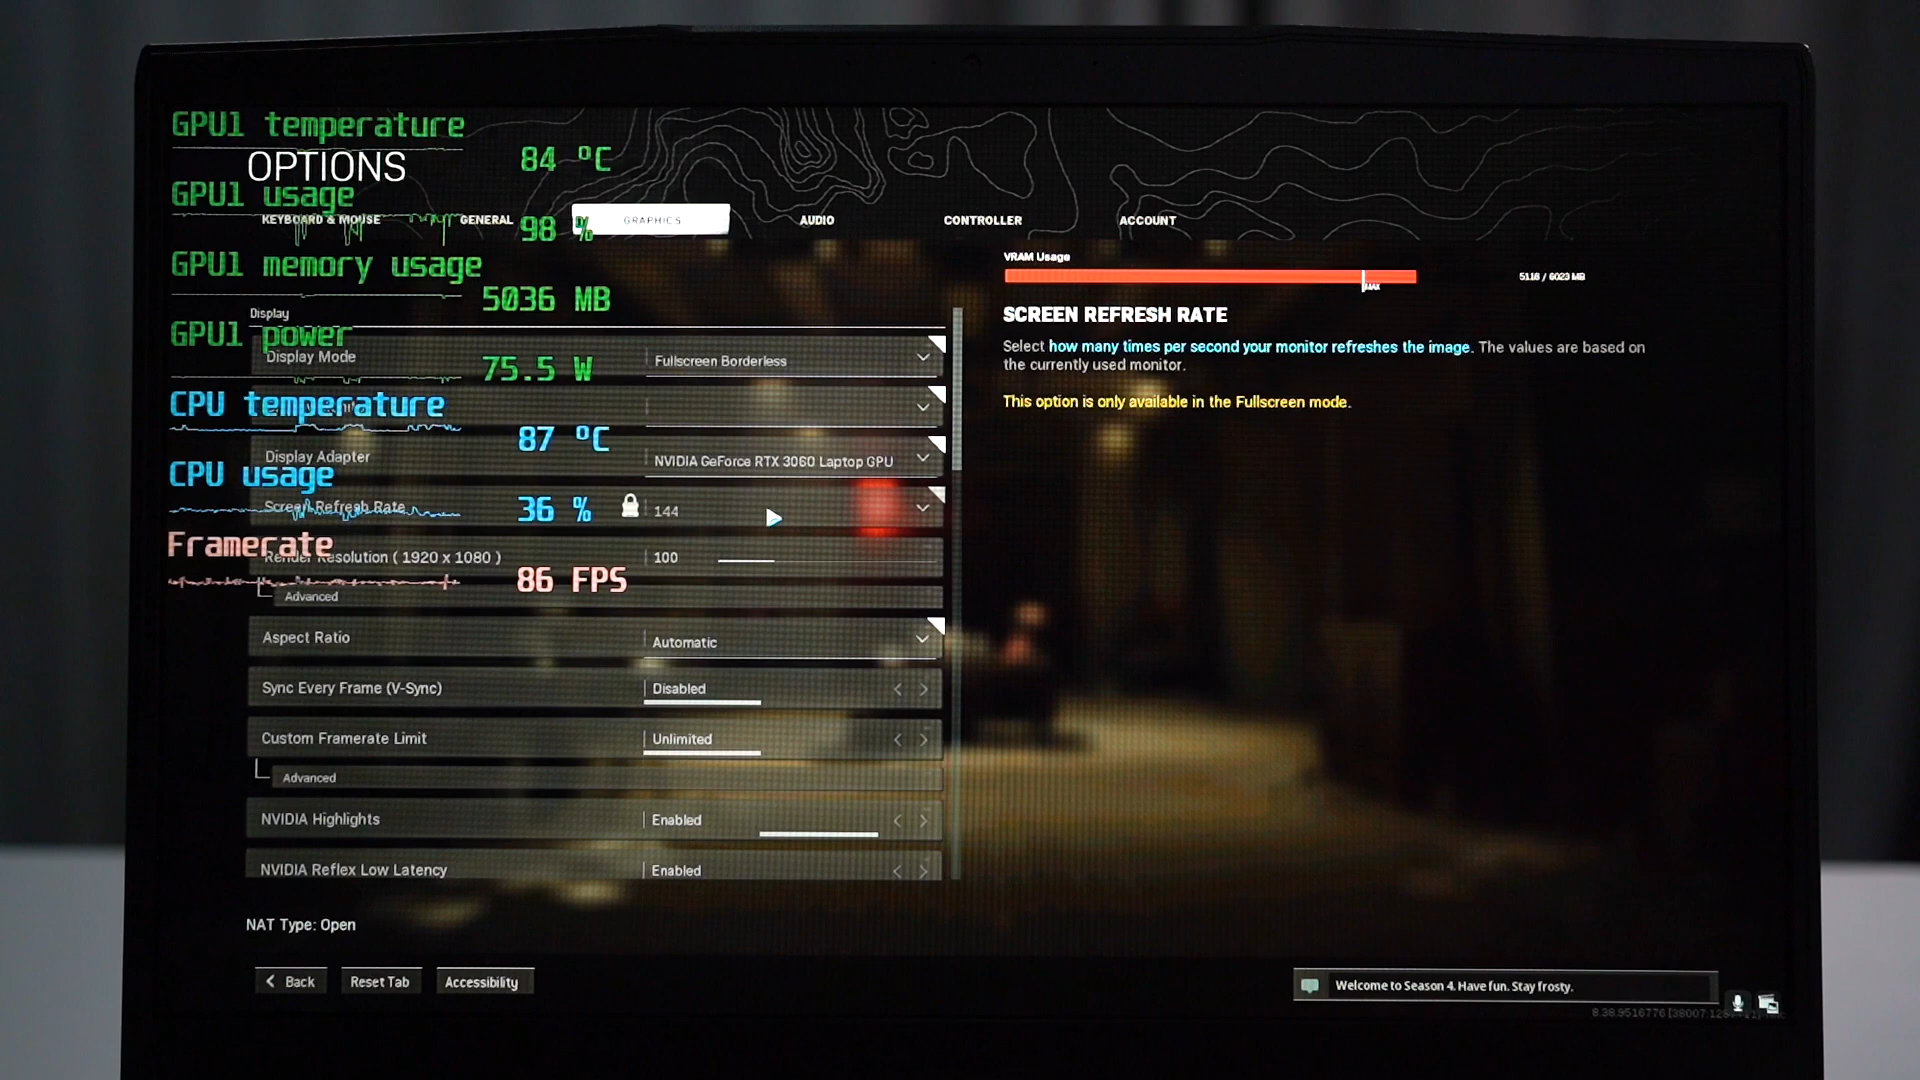 GPU1 temperature
84 ºC
OPTIONS
GPU1 usage
98 %
KEYBOARD & MOUSE
GENERAL
GRAPHICS
AUDIO
CONTROLLER
ACCOUNT
GPU1 memory usage
5036 MB
VRAM Usage
5118 / 6023 MB
MAX
Display
GPU1 power
75.5 W
Display Mode
Fullscreen Borderless
CPU temperature
87 ºC
Display Adapter
NVIDIA GeForce RTX 3060 Laptop GPU
CPU usage
36 %
Screen Refresh Rate
144
Framerate
86 FPS
Render Resolution ( 1920 x 1080 )
100
Advanced
Aspect Ratio
Automatic
Sync Every Frame (V-Sync)
Disabled
Custom Framerate Limit
Unlimited
Advanced
NVIDIA Highlights
Enabled
NVIDIA Reflex Low Latency
Enabled
SCREEN REFRESH RATE
Select how many times per second your monitor refreshes the image. The values are based on
the currently used monitor.
This option is only available in the Fullscreen mode.
NAT Type: Open
Back
Reset Tab
Accessibility
Welcome to Season 4. Have fun. Stay frosty.